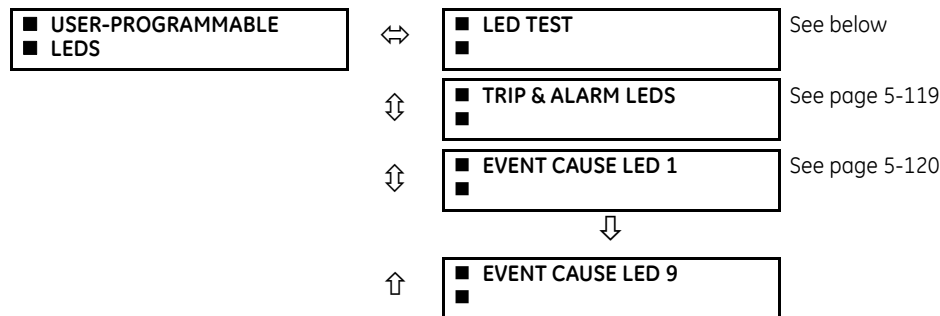 ■ USER-PROGRAMMABLE
■ LEDS
■ LED TEST
■
See below
■ TRIP & ALARM LEDS
■
See page 5-119
■ EVENT CAUSE LED 1
■
See page 5-120
■ EVENT CAUSE LED 9
■